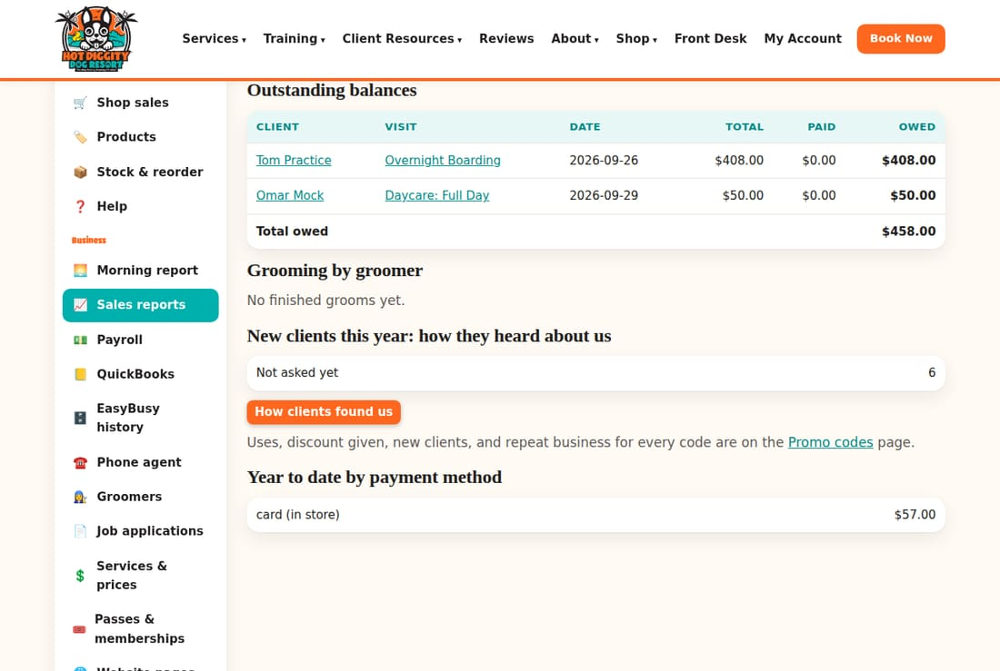 HOT DIGGITY
DOG RESORT
Services ▾ Training ▾ Client Resources ▾ Reviews About ▾ Shop ▾ Front Desk My Account Book Now
Shop sales
Products
Stock & reorder
Help
Business
Morning report
Sales reports
Payroll
QuickBooks
EasyBusy
history
Phone agent
Groomers
Job applications
Services &
prices
Passes &
memberships
Website pages
Outstanding balances
CLIENT VISIT DATE TOTAL PAID OWED
Tom Practice Overnight Boarding 2026-09-26 $408.00 $0.00 $408.00
Omar Mock Daycare: Full Day 2026-09-29 $50.00 $0.00 $50.00
Total owed $458.00
Grooming by groomer
No finished grooms yet.
New clients this year: how they heard about us
Not asked yet 6
How clients found us
Uses, discount given, new clients, and repeat business for every code are on the Promo codes page.
Year to date by payment method
card (in store) $57.00